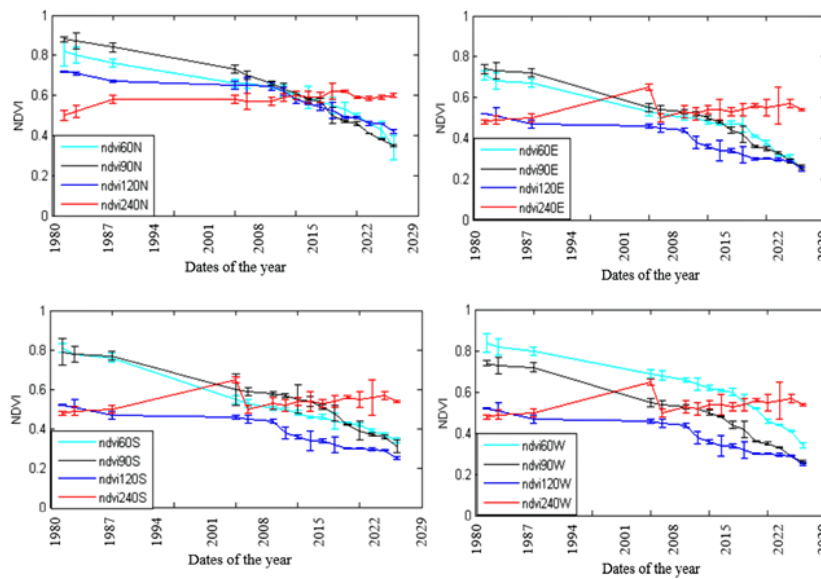 1
0.8
0.6
0.4
0.2
0
NDVI
ndvi60N
ndvi90N
ndvi120N
ndvi240N
1980
1987
1994
2001
2008
2015
2022
2029
Dates of the year
1
0.8
0.6
0.4
0.2
0
NDVI
ndvi60E
ndvi90E
ndvi120E
ndvi240E
1980
1987
1994
2001
2008
2015
2022
2029
Dates of the year
1
0.8
0.6
0.4
0.2
0
NDVI
ndvi60S
ndvi90S
ndvi120S
ndvi240S
1980
1987
1994
2001
2008
2015
2022
2029
Dates of the year
1
0.8
0.6
0.4
0.2
0
NDVI
ndvi60W
ndvi90W
ndvi120W
ndvi240W
1980
1987
1994
2001
2008
2015
2022
2029
Dates of the year